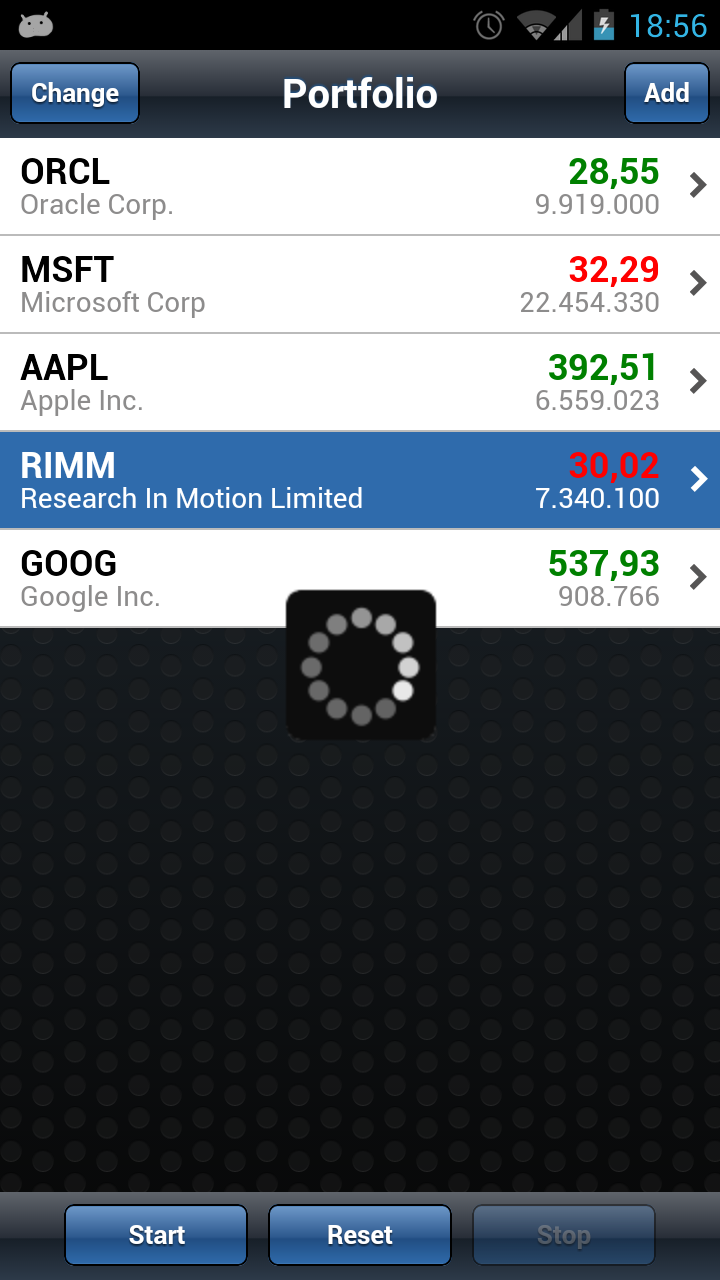 18:56
Change Portfolio Add
ORCL 28,55
Oracle Corp. 9.919.000
MSFT 32,29
Microsoft Corp 22.454.330
AAPL 392,51
Apple Inc. 6.559.023
RIMM 30,02
Research In Motion Limited 7.340.100
GOOG 537,93
Google Inc. 908.766
Start Reset Stop